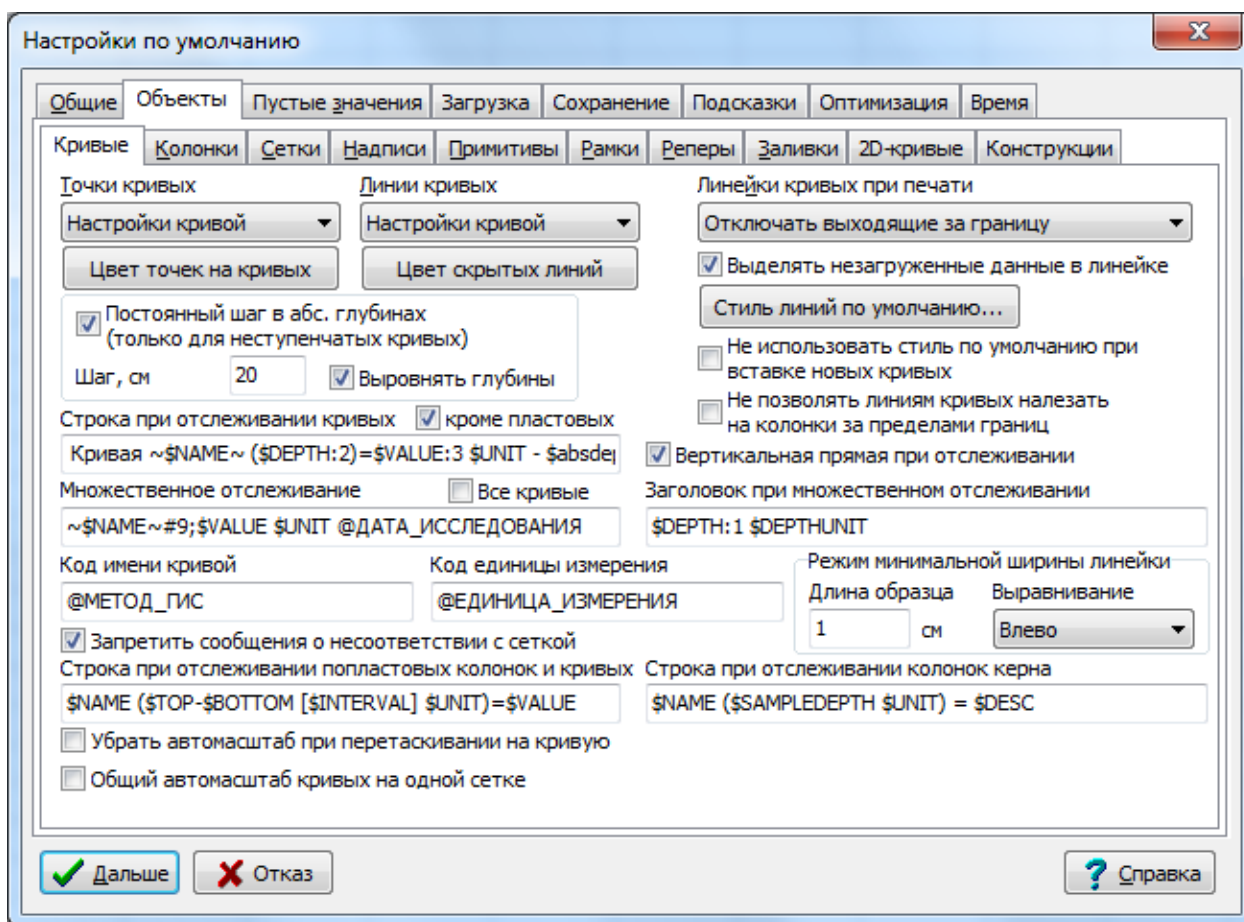 Настройки по умолчанию
Общие Объекты Пустые значения Загрузка Сохранение Подсказки Оптимизация Время
Кривые Колонки Сетки Надписи Примитивы Рамки Реперы Заливки 2D-кривые Конструкции
Точки кривых Линии кривых Линейки кривых при печати
Настройки кривой Настройки кривой Отключать выходящие за границу
Цвет точек на кривых Цвет скрытых линий Выделять незагруженные данные в линейке
Постоянный шаг в абс. глубинах
(только для неступенчатых кривых)
Стиль линий по умолчанию...
Шаг, см 20 Выровнять глубины
Не использовать стиль по умолчанию при
вставке новых кривых
Не позволять линиям кривых налезать
на колонки за пределами границ
Строка при отслеживании кривых кроме пластовых
Кривая ~$NAME~ ($DEPTH:2)=$VALUE:3 $UNIT - $absdep Вертикальная прямая при отслеживании
Множественное отслеживание Все кривые Заголовок при множественном отслеживании
~$NAME~#9;$VALUE $UNIT @ДАТА_ИССЛЕДОВАНИЯ $DEPTH:1 $DEPTHUNIT
Код имени кривой Код единицы измерения Режим минимальной ширины линейки
@МЕТОД_ГИС @ЕДИНИЦА_ИЗМЕРЕНИЯ Длина образца Выравнивание
1 см Влево
Запретить сообщения о несоответствии с сеткой
Строка при отслеживании попластовых колонок и кривых Строка при отслеживании колонок керна
$NAME ($TOP-$BOTTOM [$INTERVAL] $UNIT)=$VALUE $NAME ($SAMPLEDEPTH $UNIT) = $DESC
Убрать автомасштаб при перетаскивании на кривую
Общий автомасштаб кривых на одной сетке
Дальше Отказ Справка